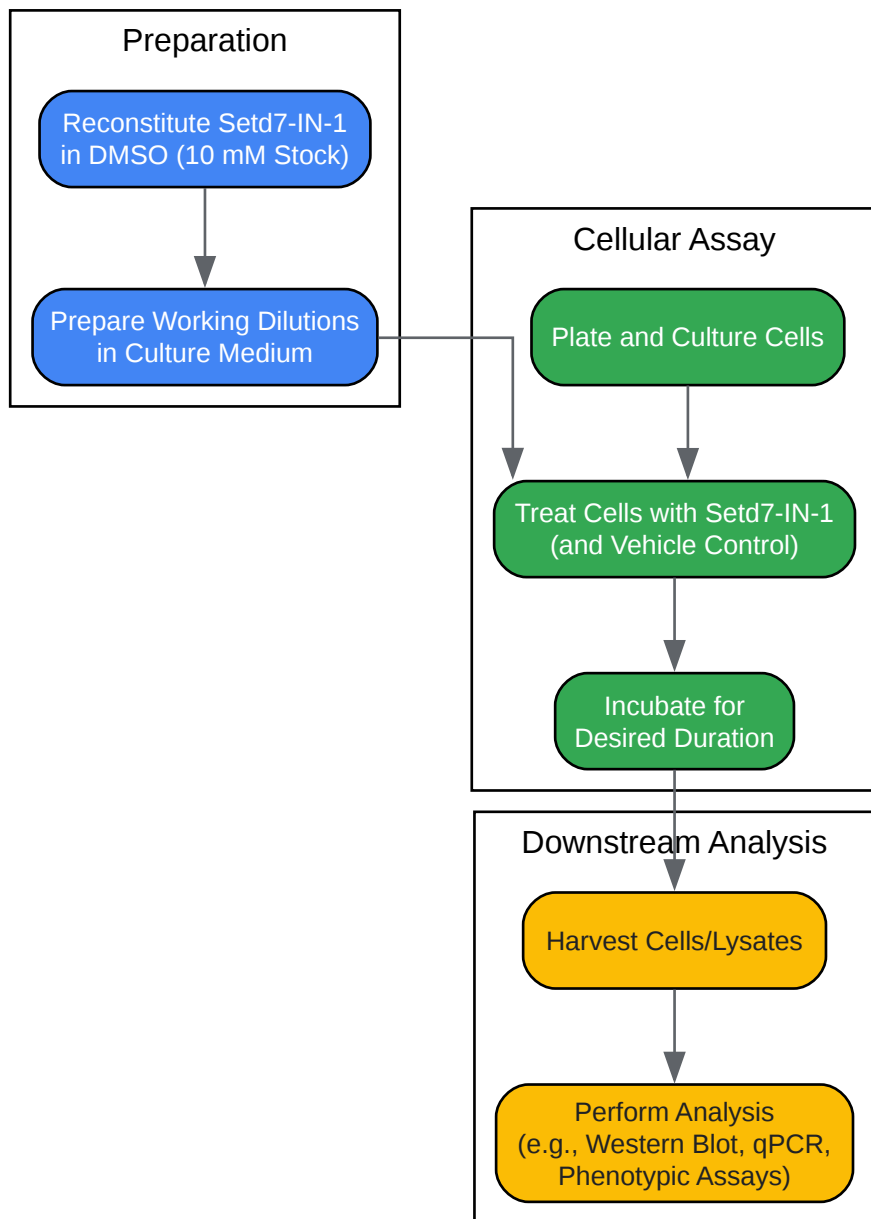 Preparation
Reconstitute Setd7-IN-1
in DMSO (10 mM Stock)
Prepare Working Dilutions
in Culture Medium
Cellular Assay
Plate and Culture Cells
Treat Cells with Setd7-IN-1
(and Vehicle Control)
Incubate for
Desired Duration
Downstream Analysis
Harvest Cells/Lysates
Perform Analysis
(e.g., Western Blot, qPCR,
Phenotypic Assays)